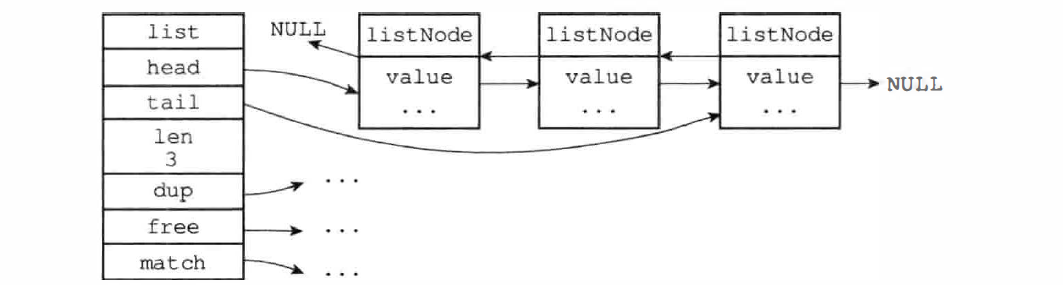 list
head
tail
len
3
dup
free
match
NULL
listNode
value
...
listNode
value
...
listNode
value
...
NULL
...
...
...